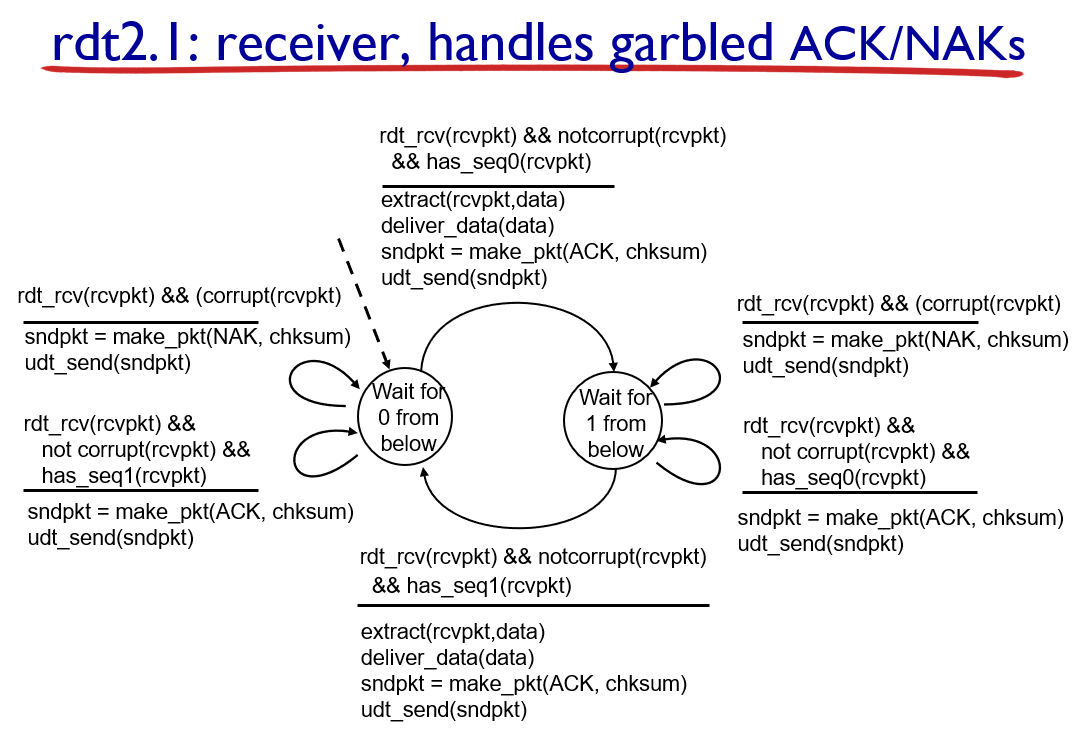 rdt2.1: receiver, handles garbled ACK/NAKs
rdt_rcv(rcvpkt) && notcorrupt(rcvpkt)
&& has_seq0(rcvpkt)
extract(rcvpkt,data)
deliver_data(data)
sndpkt = make_pkt(ACK, chksum)
udt_send(sndpkt)
rdt_rcv(rcvpkt) && (corrupt(rcvpkt)
sndpkt = make_pkt(NAK, chksum)
udt_send(sndpkt)
rdt_rcv(rcvpkt) &&
not corrupt(rcvpkt) &&
has_seq1(rcvpkt)
sndpkt = make_pkt(ACK, chksum)
udt_send(sndpkt)
Wait for
0 from
below
Wait for
1 from
below
rdt_rcv(rcvpkt) && (corrupt(rcvpkt)
sndpkt = make_pkt(NAK, chksum)
udt_send(sndpkt)
rdt_rcv(rcvpkt) &&
not corrupt(rcvpkt) &&
has_seq0(rcvpkt)
sndpkt = make_pkt(ACK, chksum)
udt_send(sndpkt)
rdt_rcv(rcvpkt) && notcorrupt(rcvpkt)
&& has_seq1(rcvpkt)
extract(rcvpkt,data)
deliver_data(data)
sndpkt = make_pkt(ACK, chksum)
udt_send(sndpkt)